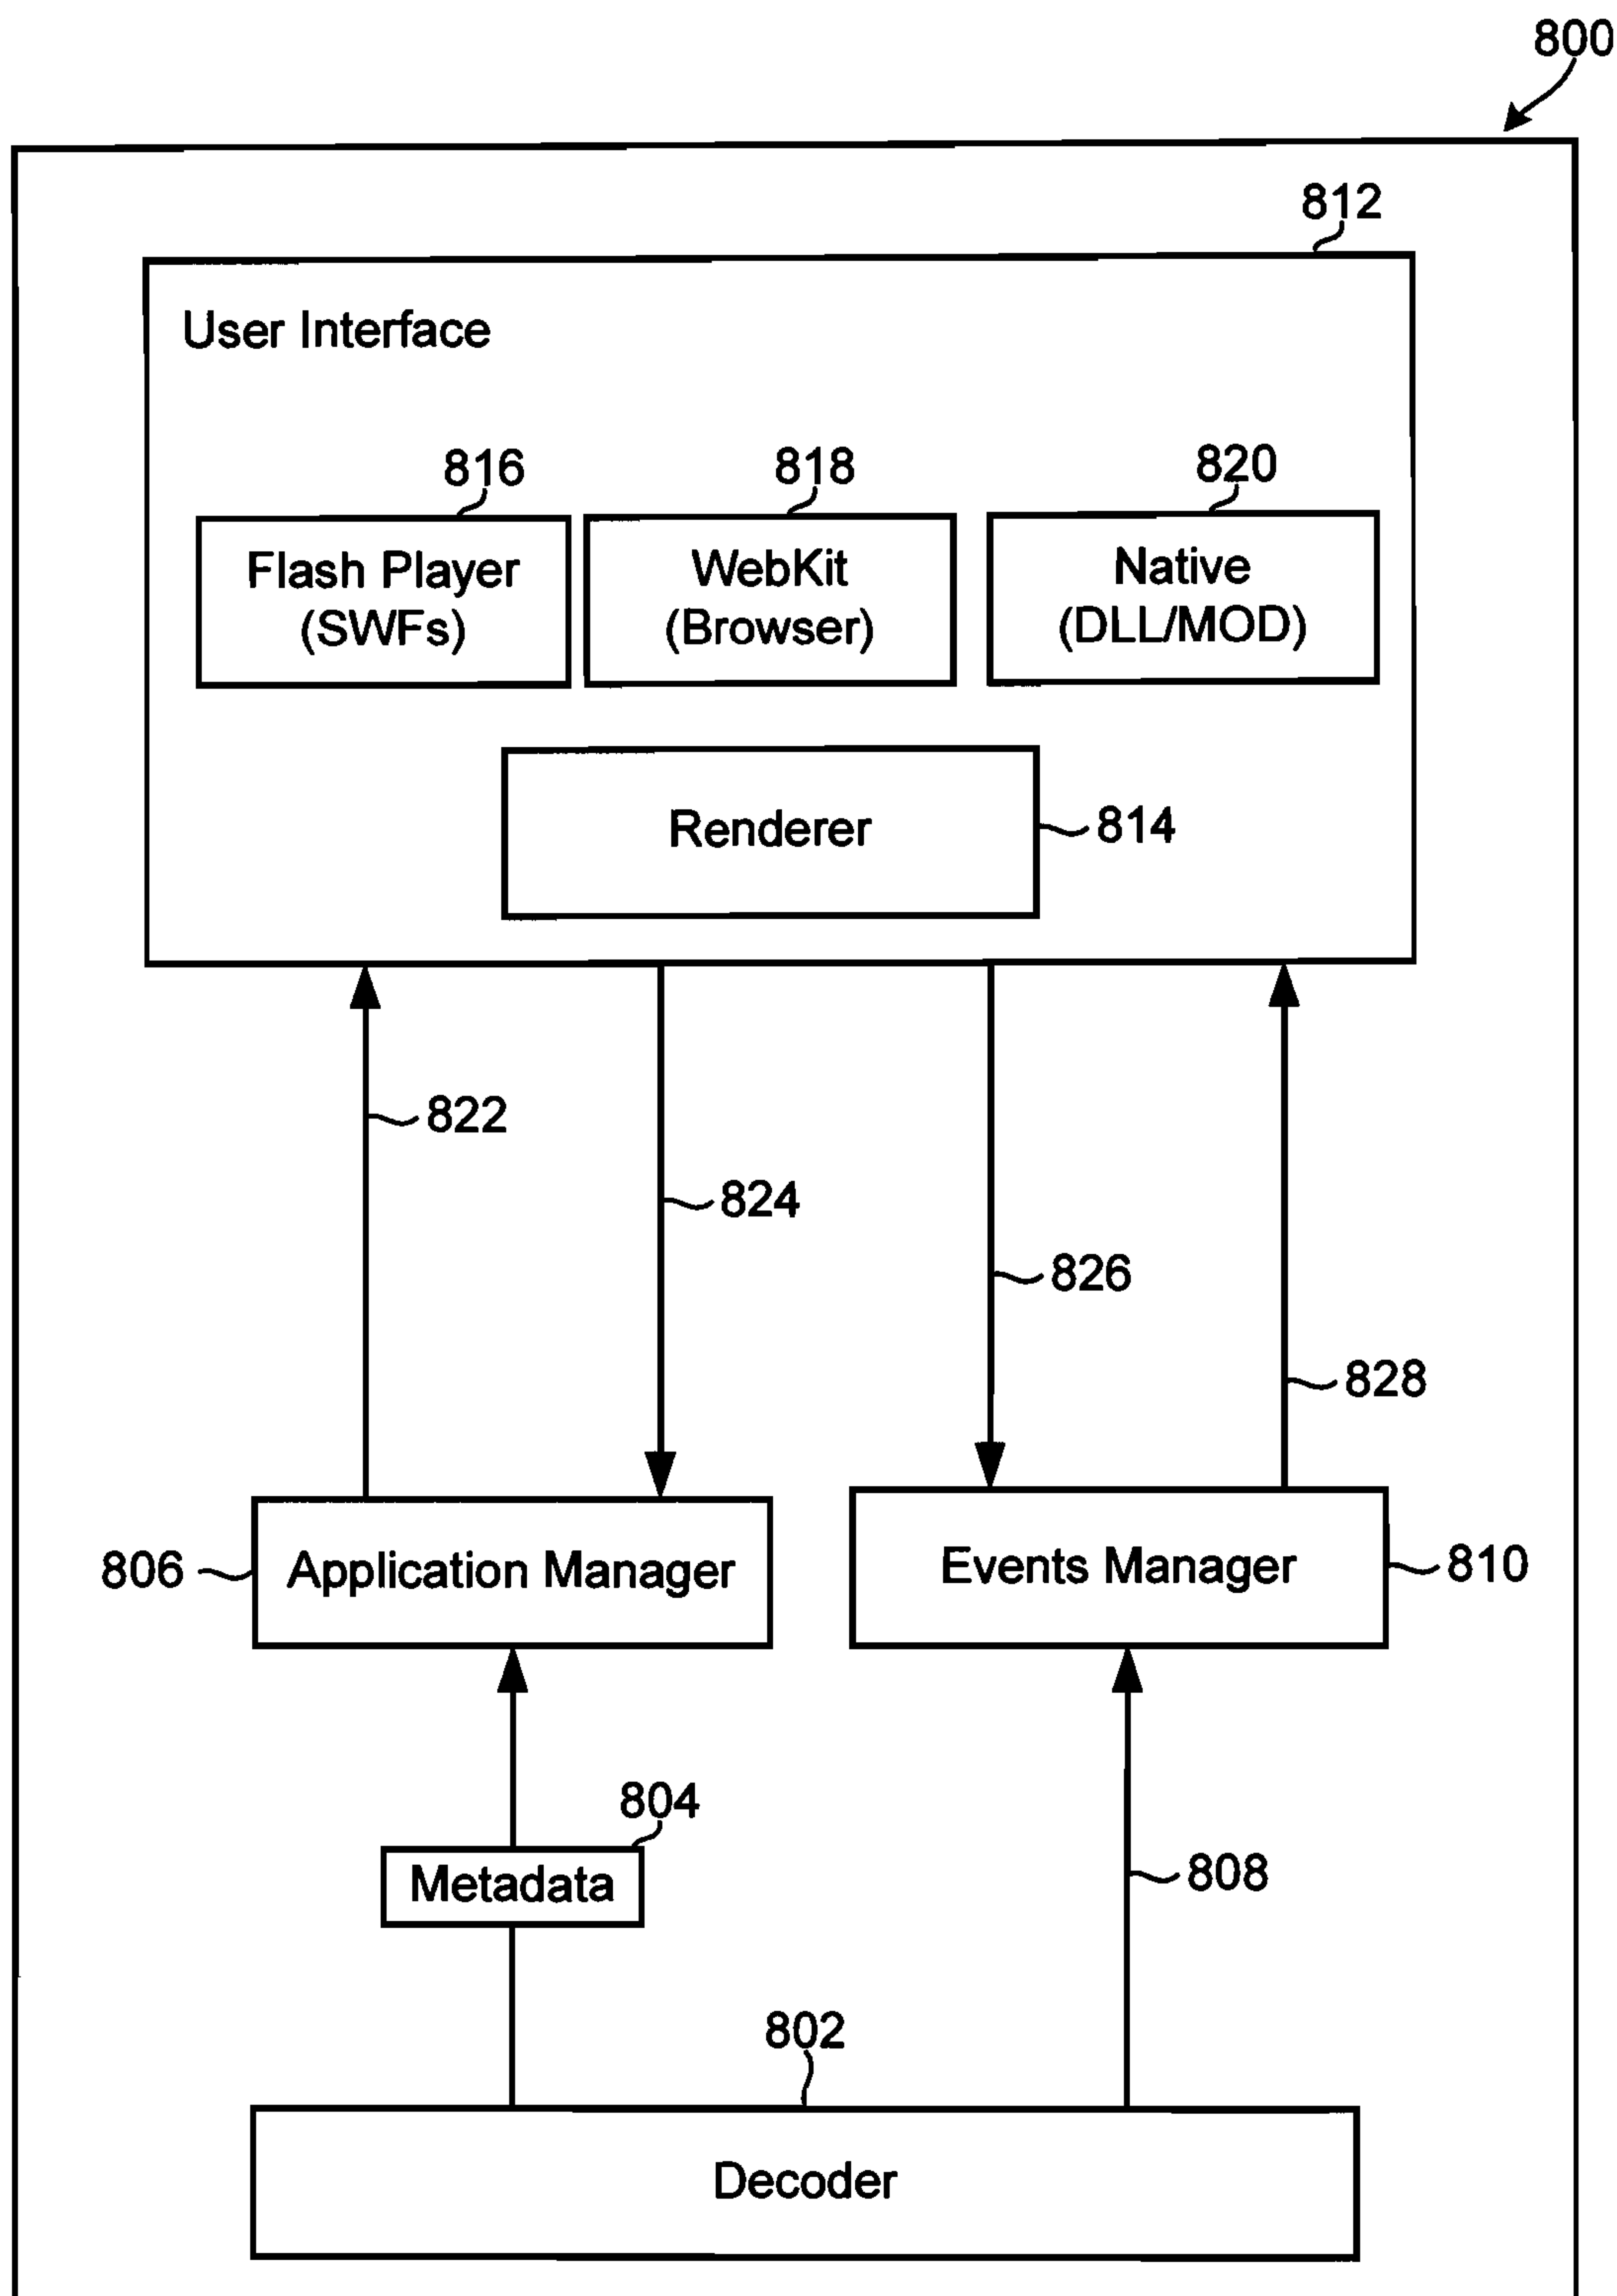 800
812
User Interface
816
818
820
Flash Player
(SWFs)
WebKit
(Browser)
Native
(DLL/MOD)
Renderer
814
822
824
826
828
806
Application Manager
Events Manager
810
804
Metadata
808
802
Decoder